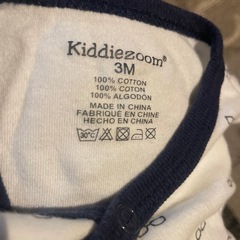 Kiddiezoom®
3M
100% COTTON
100% COTON
100% ALGODÓN
MADE IN CHINA
FABRIQUÉ EN CHINE
HECHO EN CHINA
30°C